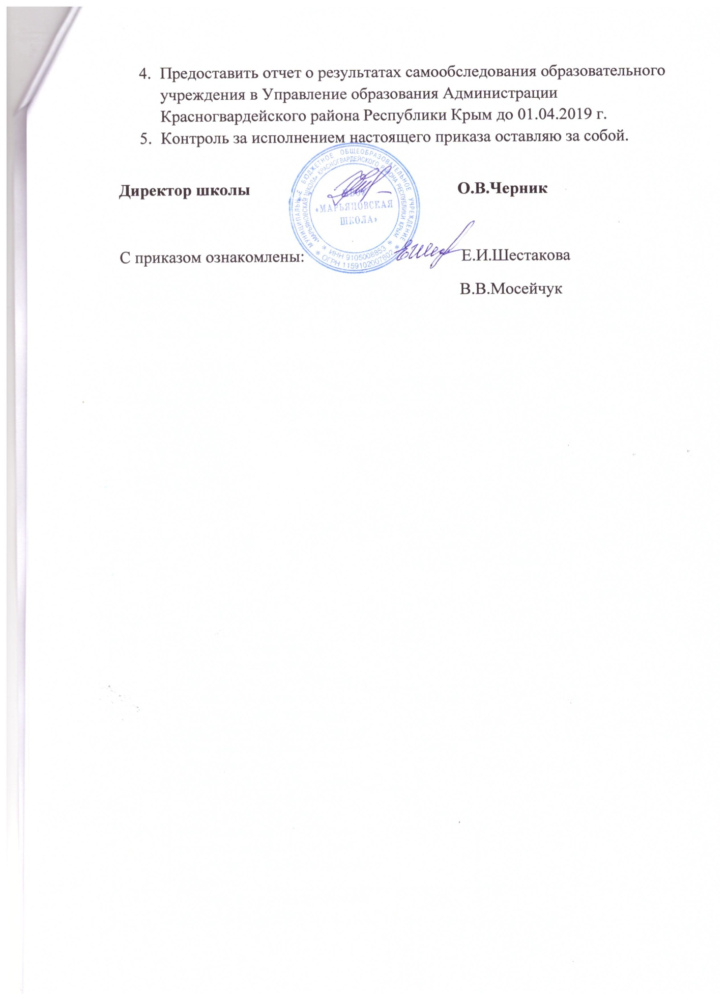 4. Предоставить отчет о результатах самообследования образовательного
учреждения в Управление образования Администрации
Красногвардейского района Республики Крым до 01.04.2019 г.
5. Контроль за исполнением настоящего приказа оставляю за собой.
Директор школы О.В.Черник
МУНИЦИПАЛЬНОЕ БЮДЖЕТНОЕ ОБЩЕОБРАЗОВАТЕЛЬНОЕ УЧРЕЖДЕНИЕ
«МАРЬЯНОВСКАЯ ШКОЛА» КРАСНОГВАРДЕЙСКОГО РАЙОНА РЕСПУБЛИКИ КРЫМ
МБОУ
«МАРЬЯНОВСКАЯ
ШКОЛА»
* ИНН 9105008853 *
* ОГРН 1159102007602 *
С приказом ознакомлены: Е.И.Шестакова
В.В.Мосейчук